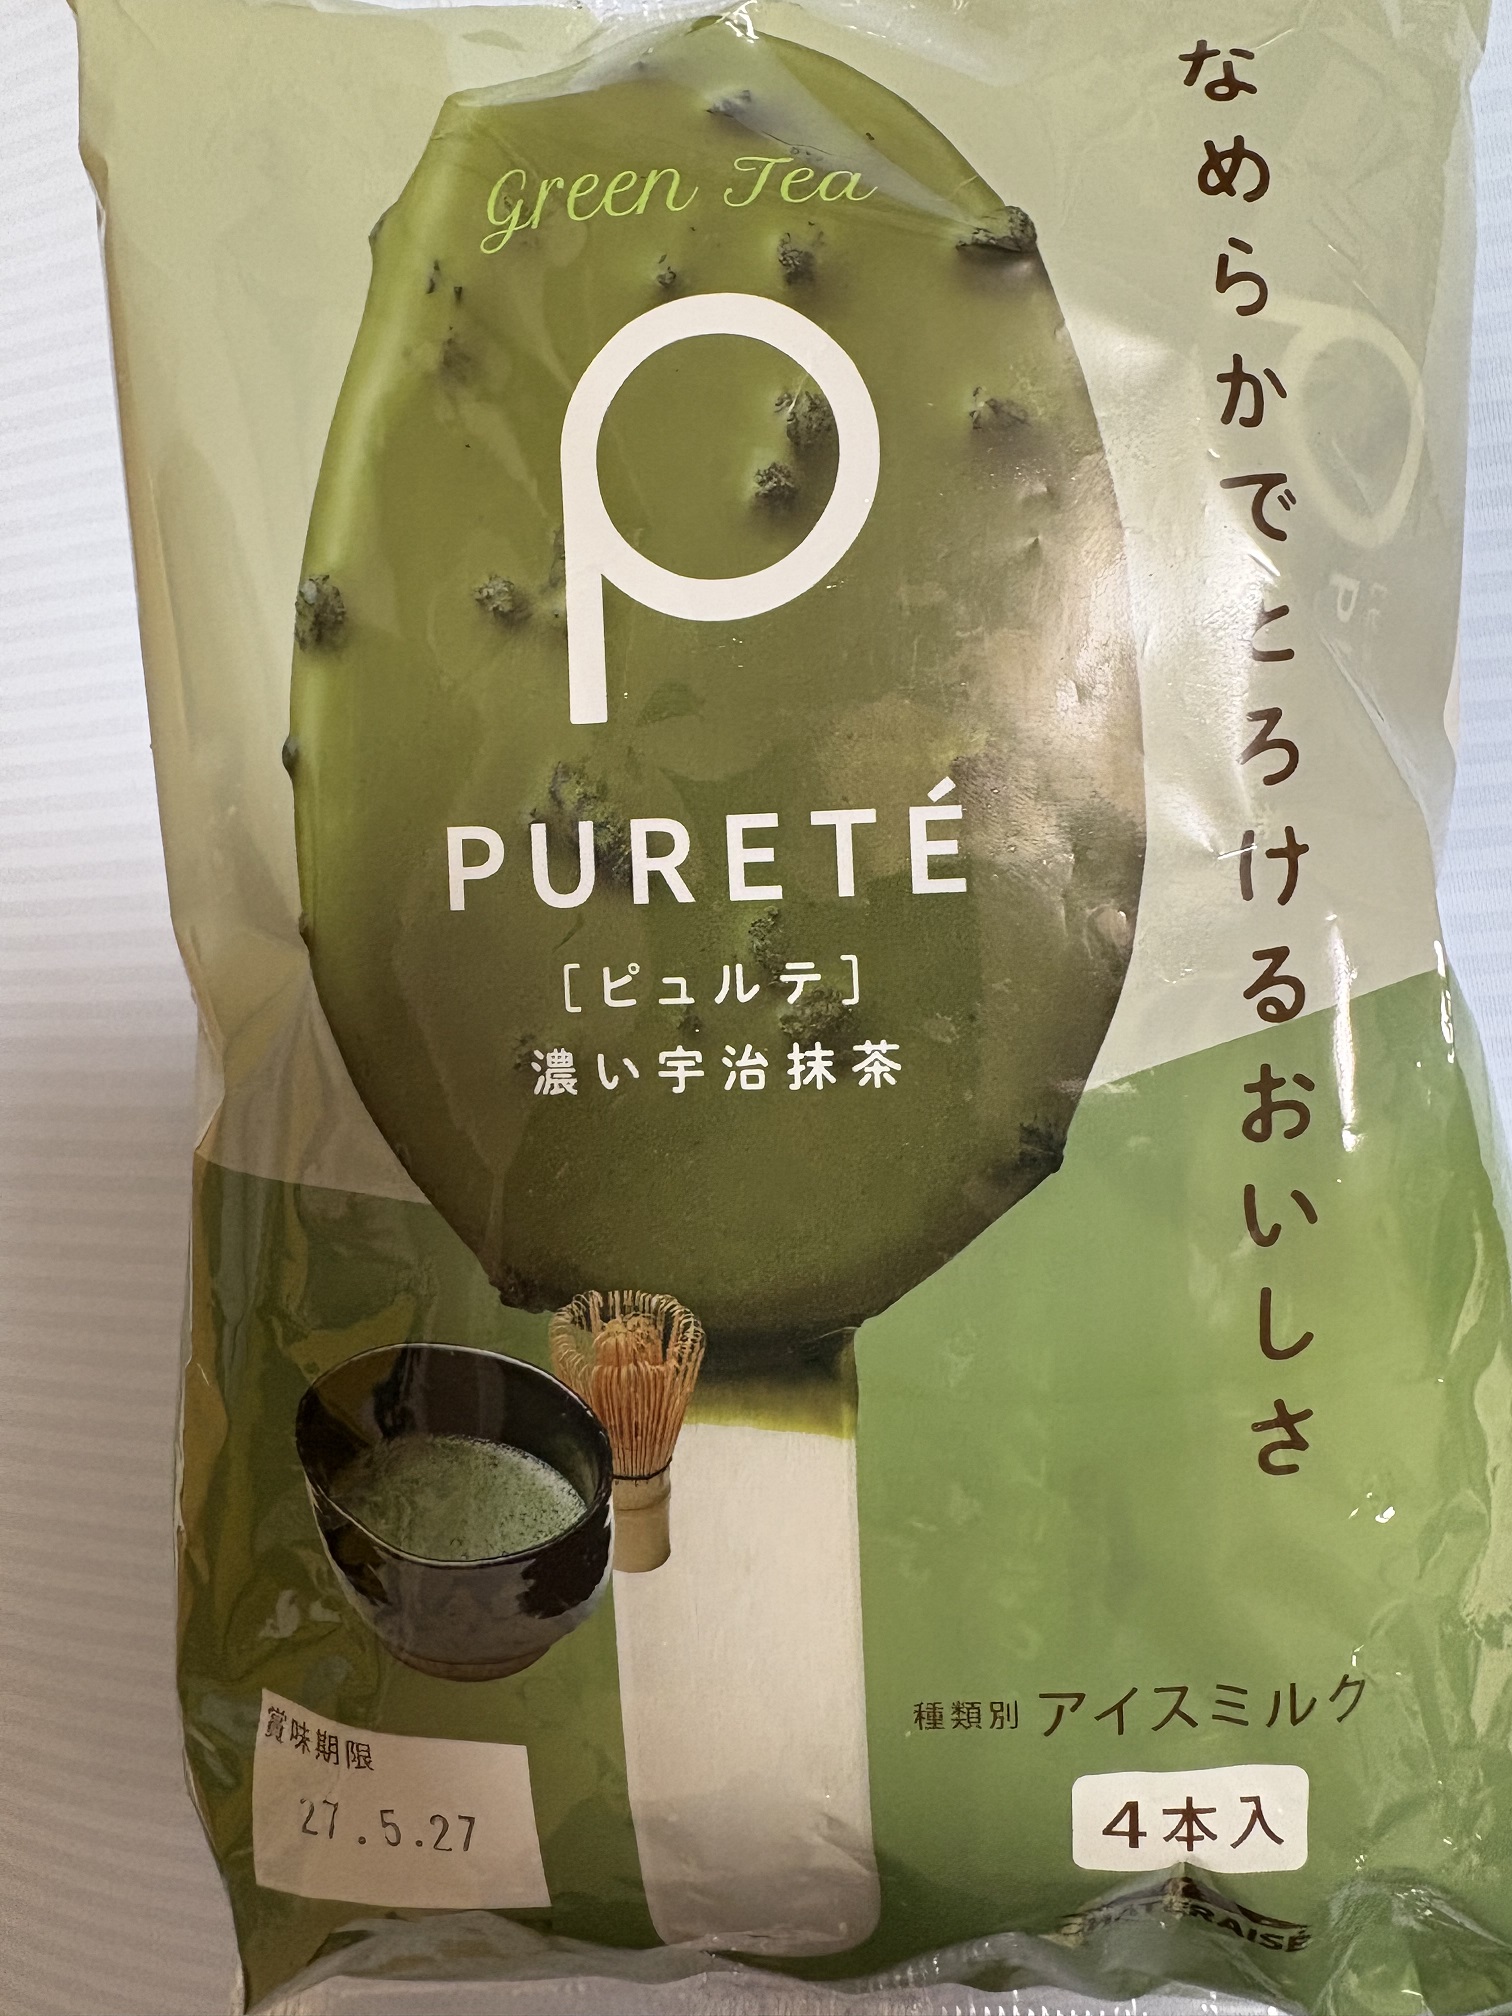 Green Tea
P
PURETÉ
[ピュルテ]
濃い宇治抹茶
なめらかでとろけるおいしさ
種類別 アイスミルク
4本入
賞味期限
27.5.27
CHATERAISÉ